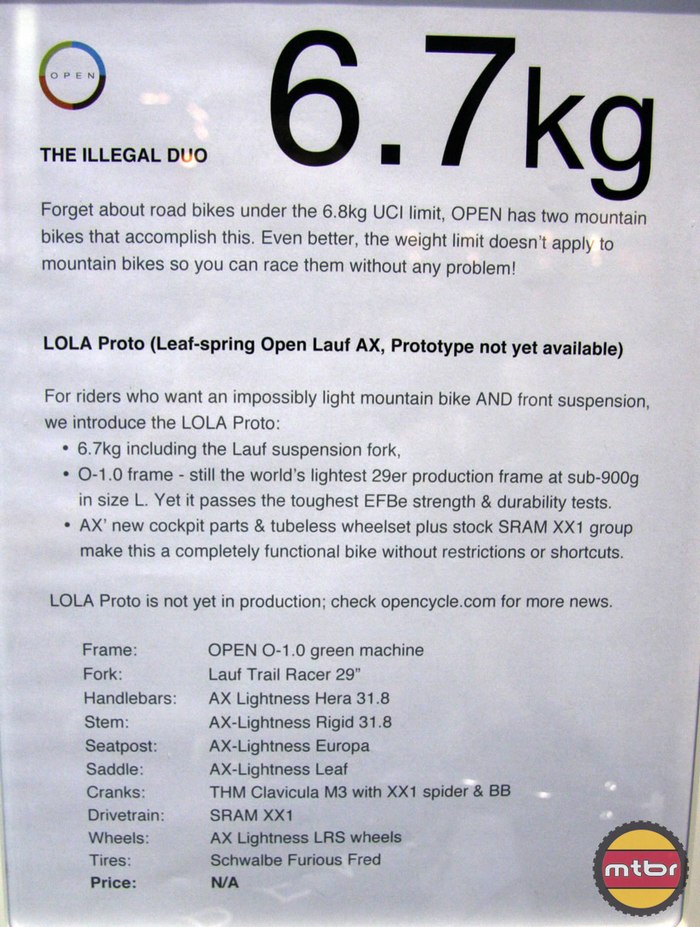 OPEN
6.7kg
THE ILLEGAL DUO
Forget about road bikes under the 6.8kg UCI limit, OPEN has two mountain
bikes that accomplish this. Even better, the weight limit doesn't apply to
mountain bikes so you can race them without any problem!
LOLA Proto (Leaf-spring Open Lauf AX, Prototype not yet available)
For riders who want an impossibly light mountain bike AND front suspension,
we introduce the LOLA Proto:
• 6.7kg including the Lauf suspension fork,
• O-1.0 frame - still the world's lightest 29er production frame at sub-900g
in size L. Yet it passes the toughest EFBe strength & durability tests.
• AX' new cockpit parts & tubeless wheelset plus stock SRAM XX1 group
make this a completely functional bike without restrictions or shortcuts.
LOLA Proto is not yet in production; check opencycle.com for more news.
Frame: OPEN O-1.0 green machine
Fork: Lauf Trail Racer 29”
Handlebars: AX Lightness Hera 31.8
Stem: AX-Lightness Rigid 31.8
Seatpost: AX-Lightness Europa
Saddle: AX-Lightness Leaf
Cranks: THM Clavicula M3 with XX1 spider & BB
Drivetrain: SRAM XX1
Wheels: AX Lightness LRS wheels
Tires: Schwalbe Furious Fred
Price: N/A
mtbr